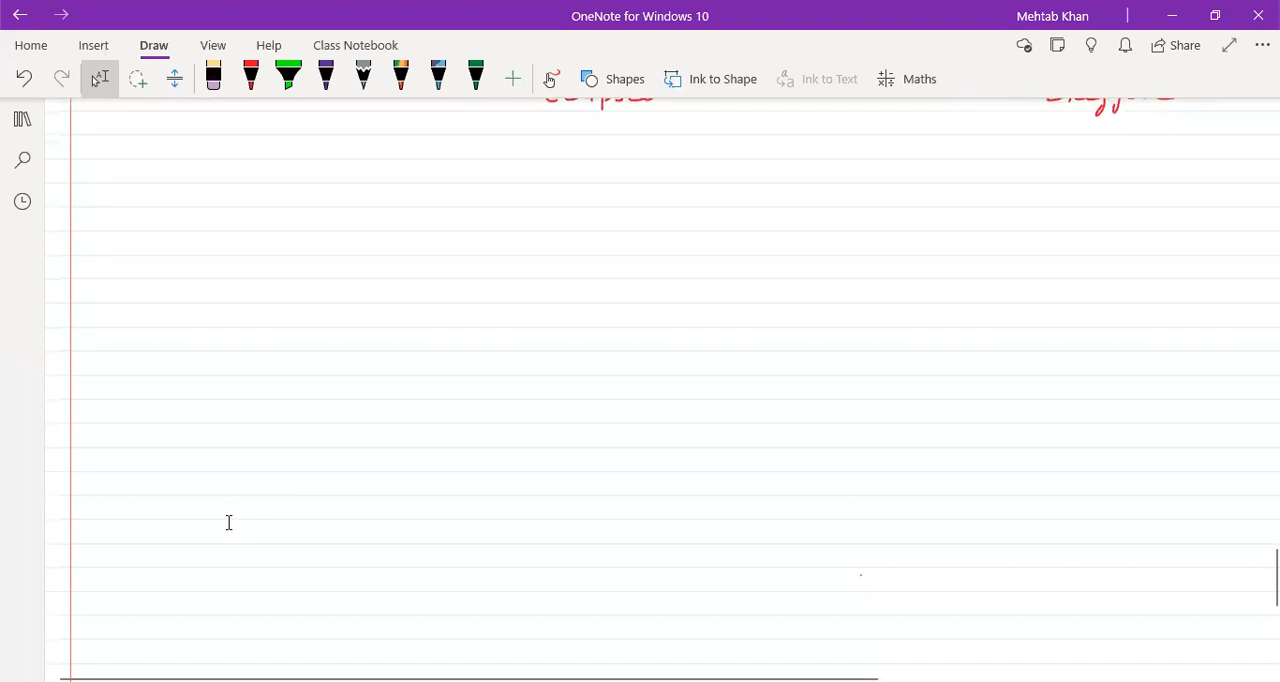 OneNote for Windows 10
Mehtab Khan
Home Insert Draw View Help Class Notebook
Share
Shapes
Ink to Shape
Ink to Text
Maths